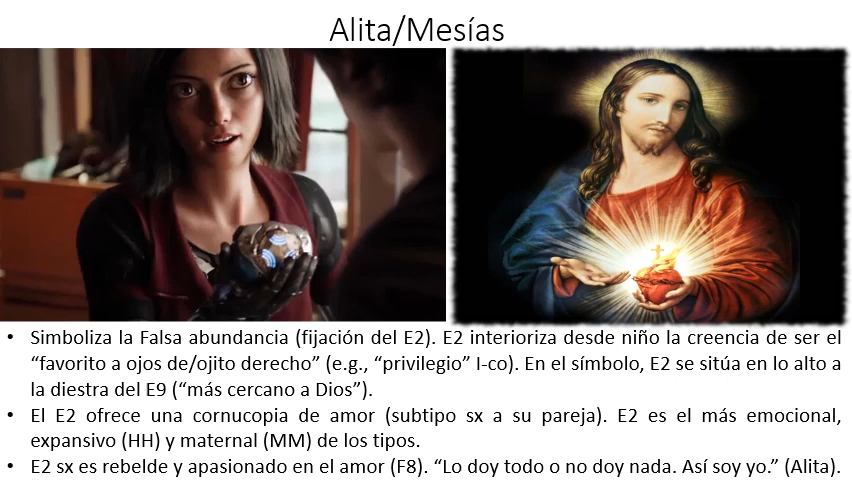 Alita/Mesías
• Simboliza la Falsa abundancia (fijación del E2). E2 interioriza desde niño la creencia de ser el
“favorito a ojos de/ojito derecho” (e.g., “privilegio” I-co). En el símbolo, E2 se sitúa en lo alto a
la diestra del E9 (“más cercano a Dios”).
• El E2 ofrece una cornucopia de amor (subtipo sx a su pareja). E2 es el más emocional,
expansivo (HH) y maternal (MM) de los tipos.
• E2 sx es rebelde y apasionado en el amor (F8). “Lo doy todo o no doy nada. Así soy yo.” (Alita).